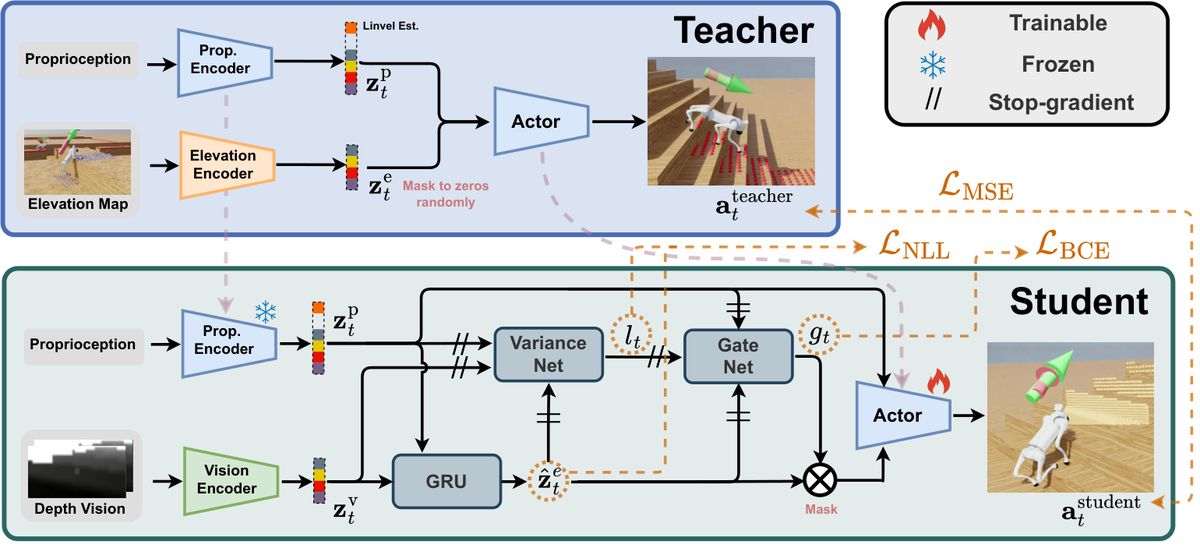 Teacher
Linvel Est.
Proprioception
Prop.
Encoder
z_t^p
Actor
Elevation
Encoder
z_t^e
Mask to zeros
randomly
Elevation Map
a_t^teacher
Trainable
Frozen
// Stop-gradient
ℒ_MSE
ℒ_NLL
ℒ_BCE
Student
Proprioception
Prop.
Encoder
z_t^p
//
//
Variance
Net
l_t
//
Gate
Net
g_t
Actor
Depth Vision
Vision
Encoder
z_t^v
GRU
ẑ_t^e
Mask
a_t^student